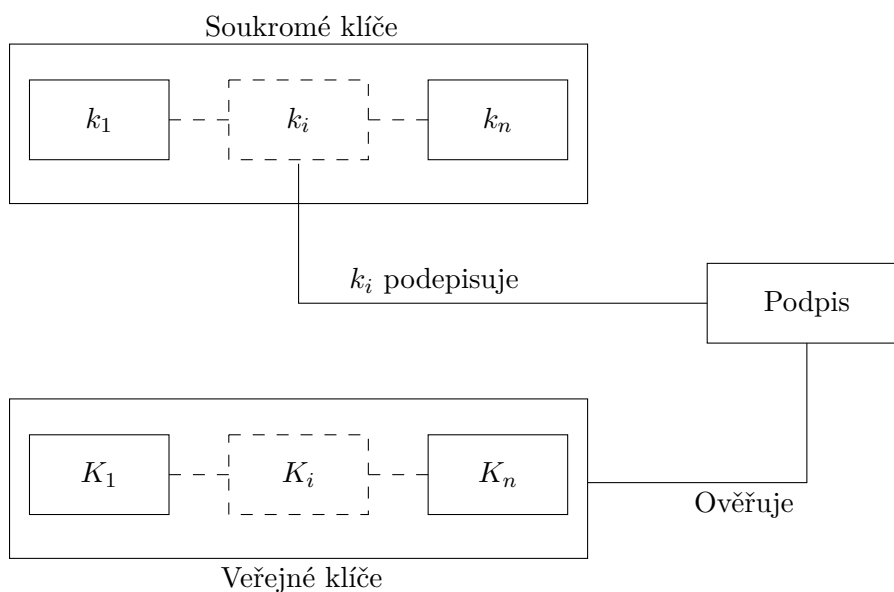 Soukromé klíče
k₁ kᵢ kₙ
kᵢ podepisuje
Podpis
K₁ Kᵢ Kₙ
Ověřuje
Veřejné klíče